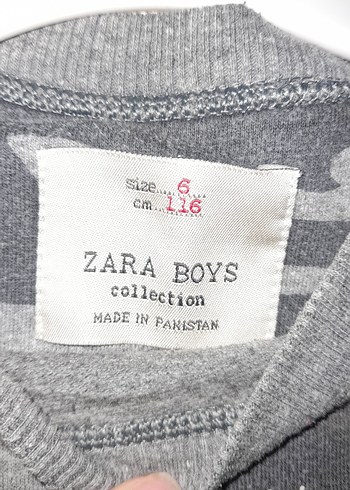 size......6......
cm....116
ZARA BOYS
collection
MADE IN PAKISTAN